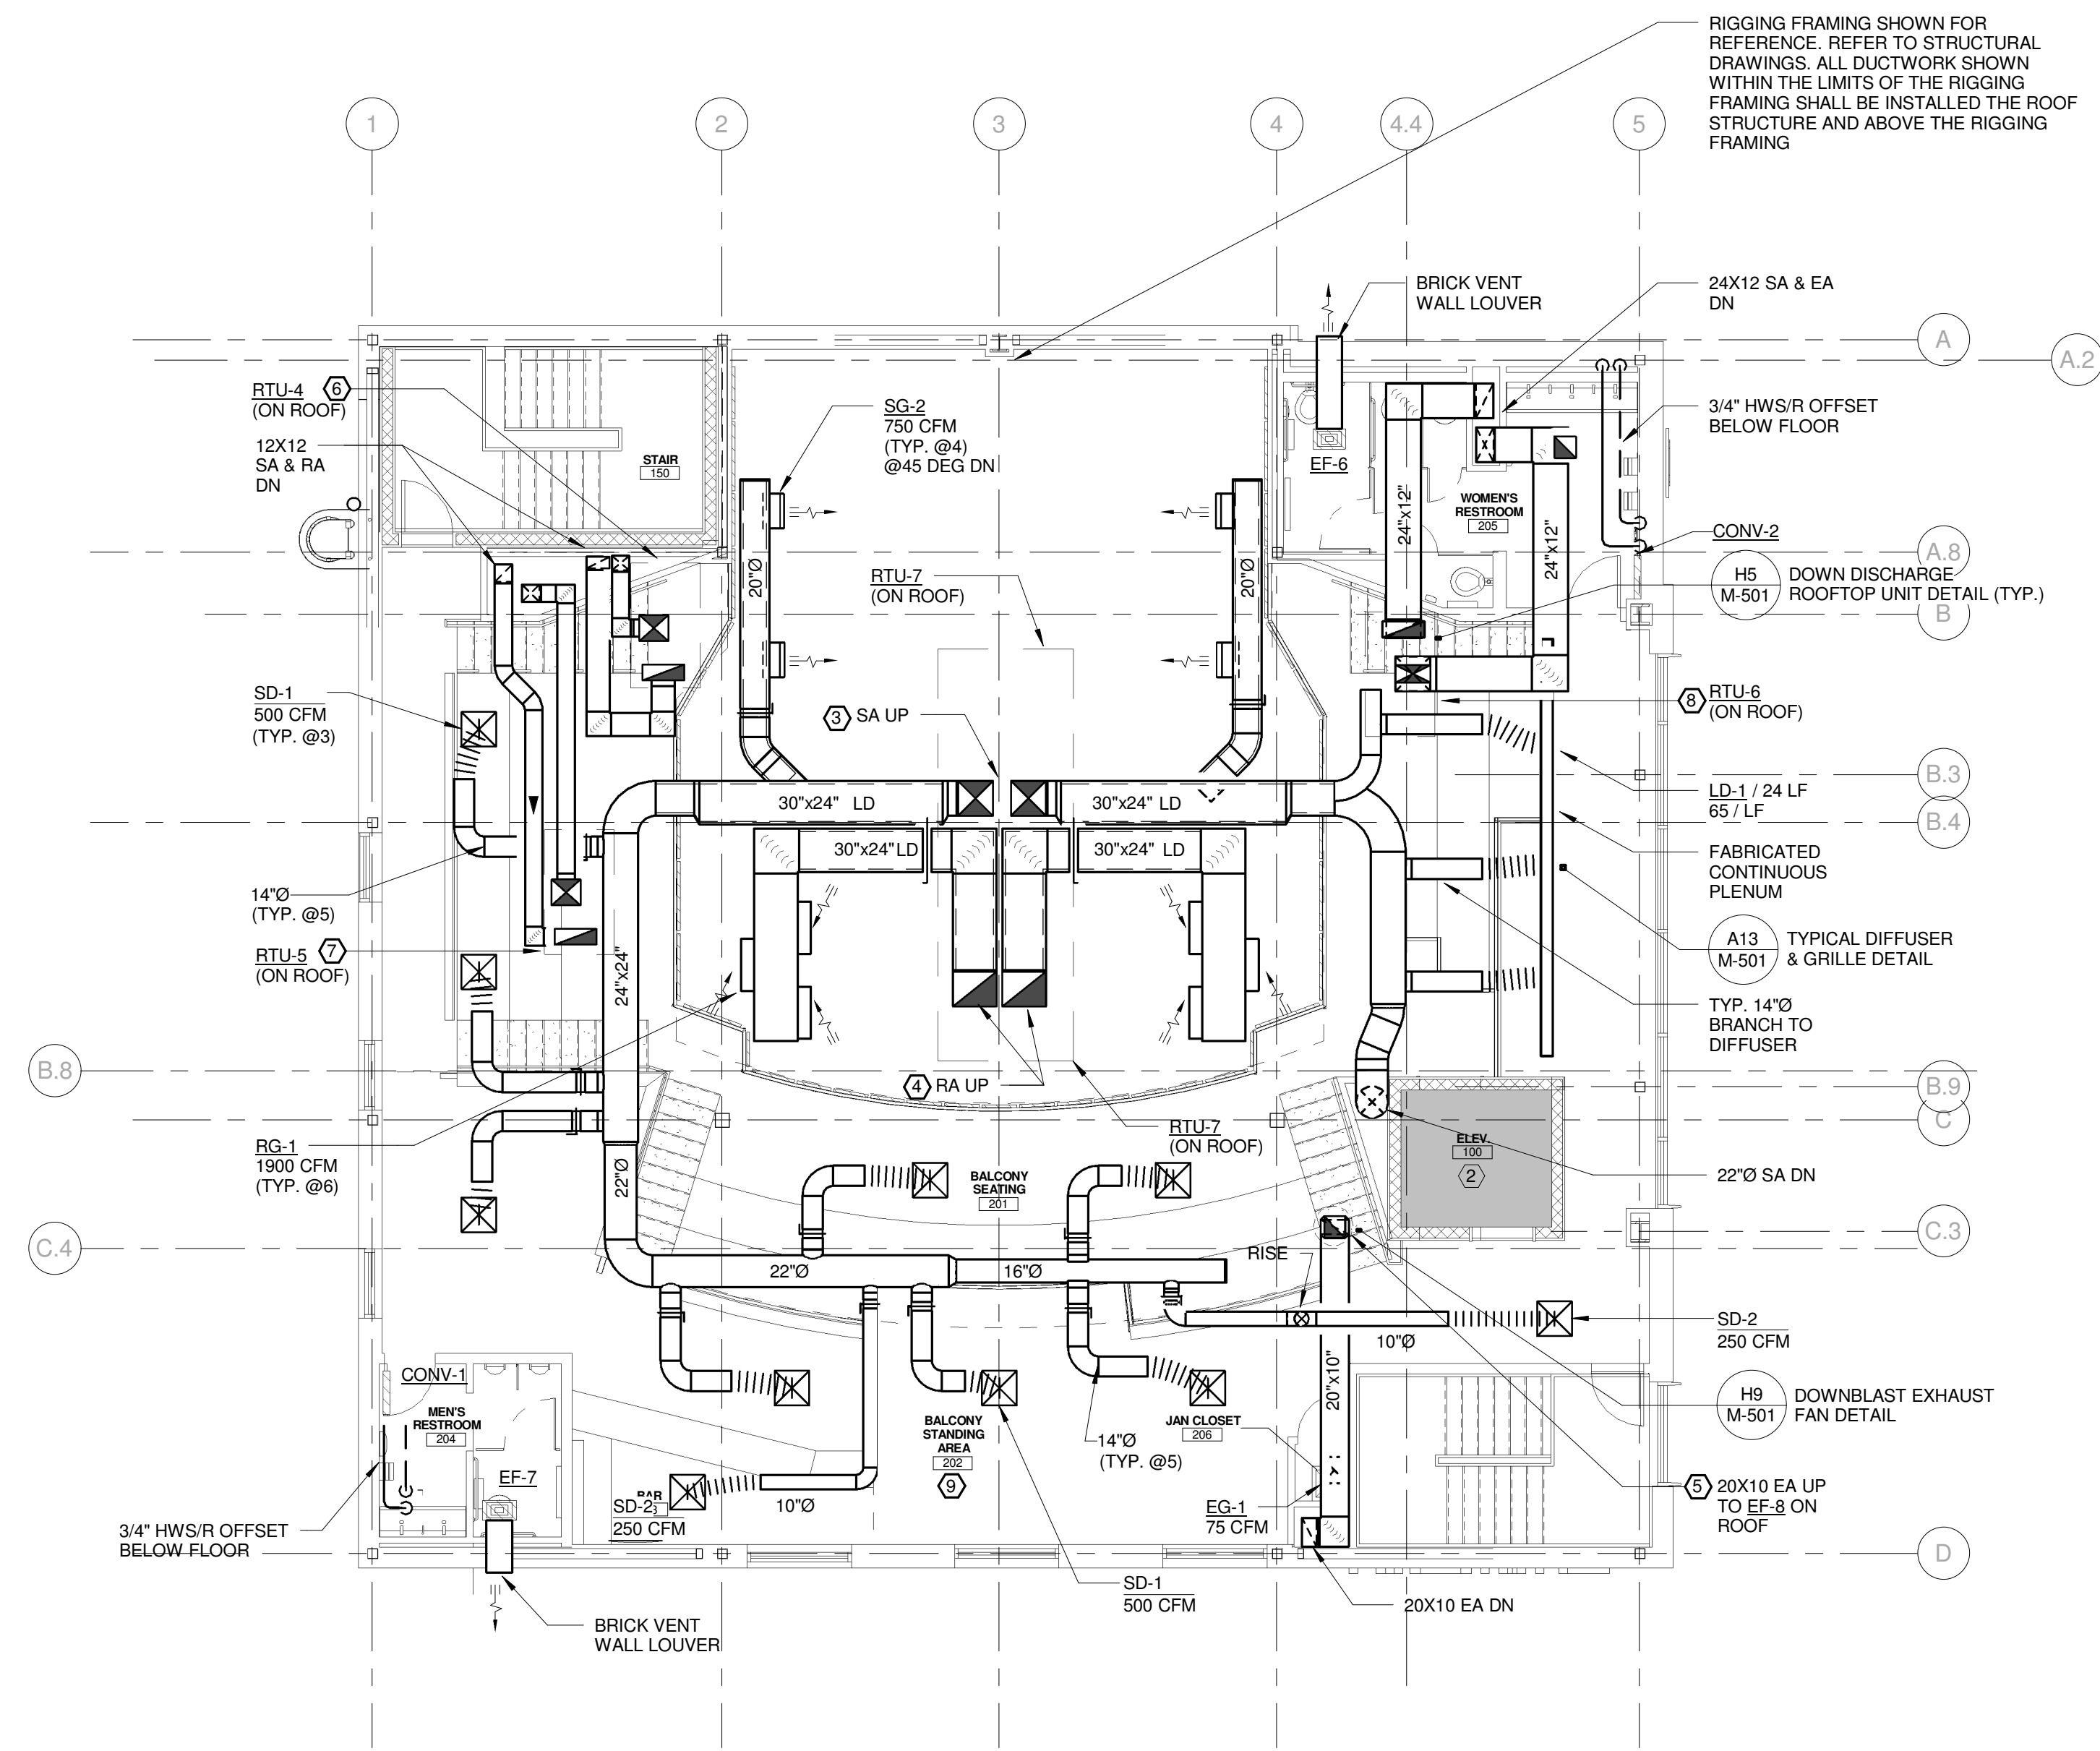 RIGGING FRAMING SHOWN FOR
REFERENCE. REFER TO STRUCTURAL
DRAWINGS. ALL DUCTWORK SHOWN
WITHIN THE LIMITS OF THE RIGGING
FRAMING SHALL BE INSTALLED THE ROOF
STRUCTURE AND ABOVE THE RIGGING
FRAMING
1
2
3
4
4.4
5
BRICK VENT
WALL LOUVER
24X12 SA & EA
DN
A
A.2
RTU-4
(ON ROOF)
6
12X12
SA & RA
DN
STAIR
150
SG-2
750 CFM
(TYP. @4)
@45 DEG DN
EF-6
3/4" HWS/R OFFSET
BELOW FLOOR
WOMEN'S
RESTROOM
205
24"x12"
24"x12"
CONV-2
A.8
H5
M-501
DOWN DISCHARGE
ROOFTOP UNIT DETAIL (TYP.)
B
20"Ø
20"Ø
RTU-7
(ON ROOF)
SD-1
500 CFM
(TYP. @3)
3
SA UP
8
RTU-6
(ON ROOF)
B.3
B.4
30"x24" LD
30"x24" LD
30"x24" LD
30"x24" LD
LD-1 / 24 LF
65 / LF
FABRICATED
CONTINUOUS
PLENUM
14"Ø
(TYP. @5)
RTU-5
(ON ROOF)
7
24"x24"
A13
M-501
TYPICAL DIFFUSER
& GRILLE DETAIL
TYP. 14"Ø
BRANCH TO
DIFFUSER
B.8
4
RA UP
B.9
C
RG-1
1900 CFM
(TYP. @6)
22"Ø
RTU-7
(ON ROOF)
BALCONY
SEATING
201
ELEV.
100
2
22"Ø SA DN
C.4
C.3
22"Ø
16"Ø
RISE
10"Ø
SD-2
250 CFM
CONV-1
MEN'S
RESTROOM
204
EF-7
20"x10"
H9
M-501
DOWNBLAST EXHAUST
FAN DETAIL
BALCONY
STANDING
AREA
202
9
JAN CLOSET
206
14"Ø
(TYP. @5)
BAR
SD-2
250 CFM
10"Ø
EG-1
75 CFM
5
20X10 EA UP
TO EF-8 ON
ROOF
3/4" HWS/R OFFSET
BELOW FLOOR
D
SD-1
500 CFM
20X10 EA DN
BRICK VENT
WALL LOUVER